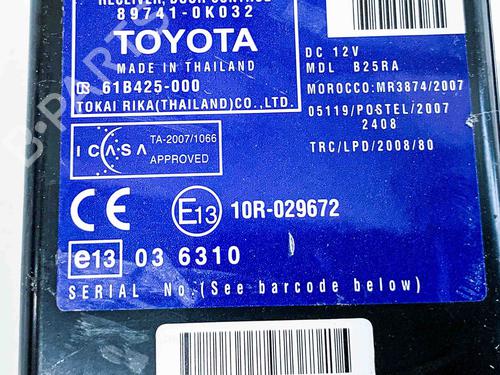 RECEIVER, DOOR CONTROL
89741-0K032
TOYOTA
MADE IN THAILAND
03 61B425-000
TOKAI RIKA(THAILAND)CO.,LTD.
DC 12V
MDL B25RA
MOROCCO:MR3874/2007
05119/POSTEL/2007
2408
TRC/LPD/2008/80
ICASA
TA-2007/1066
APPROVED
CE
E13 10R-029672
e13 03 6310
SERIAL No.(See barcode below)
B-PARTS